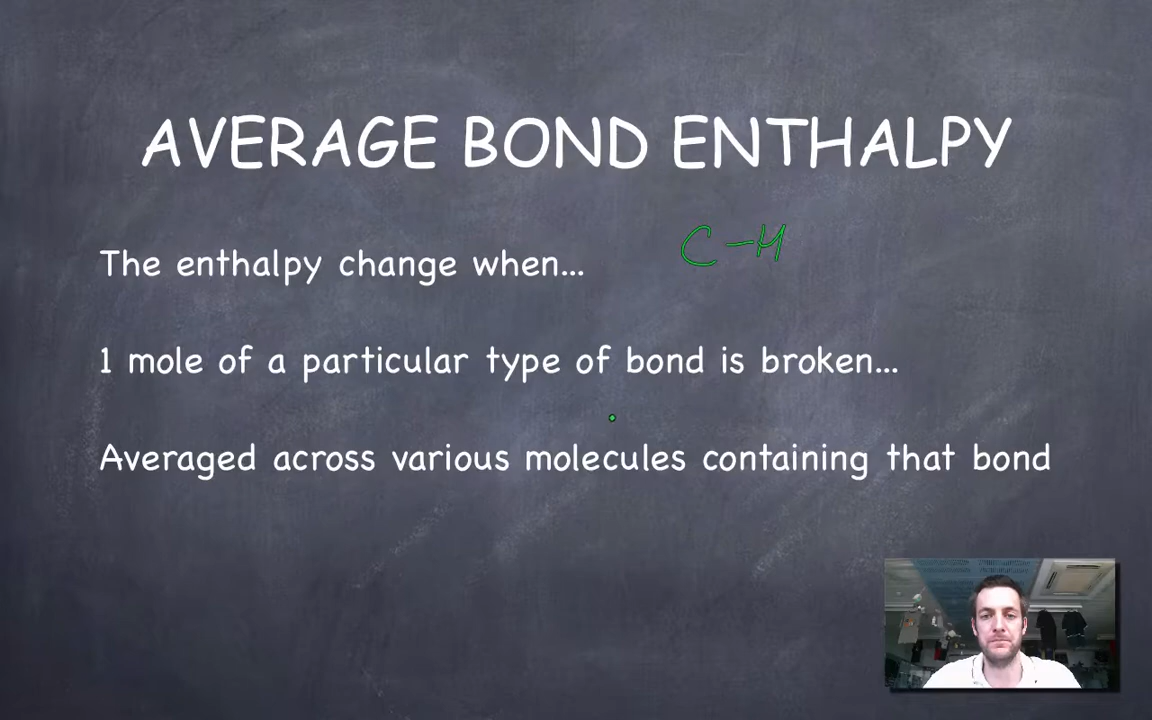 AVERAGE BOND ENTHALPY
C-H
The enthalpy change when...
1 mole of a particular type of bond is broken...
Averaged across various molecules containing that bond